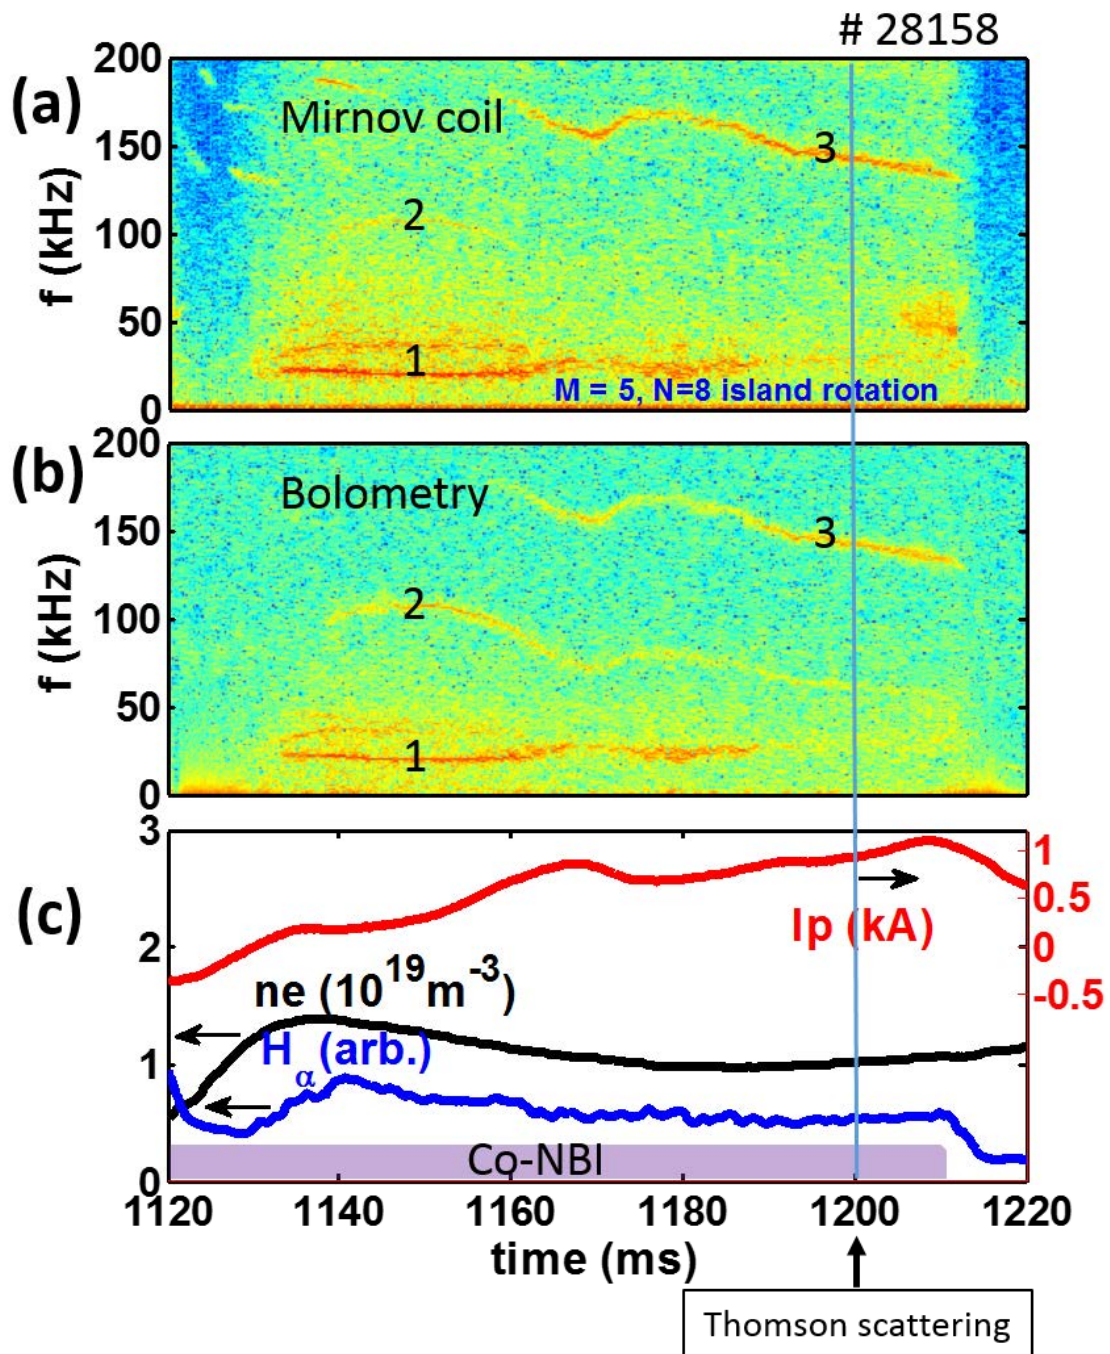 # 28158
(a)
Mirnov coil
f (kHz)
200
150
100
50
0
3
2
1
M = 5, N=8 island rotation
(b)
Bolometry
f (kHz)
200
150
100
50
0
3
2
1
(c)
3
2
1
0
1
0.5
0
-0.5
Ip (kA)
ne (10^19 m^-3)
Hα (arb.)
Co-NBI
1120 1140 1160 1180 1200 1220
time (ms)
Thomson scattering